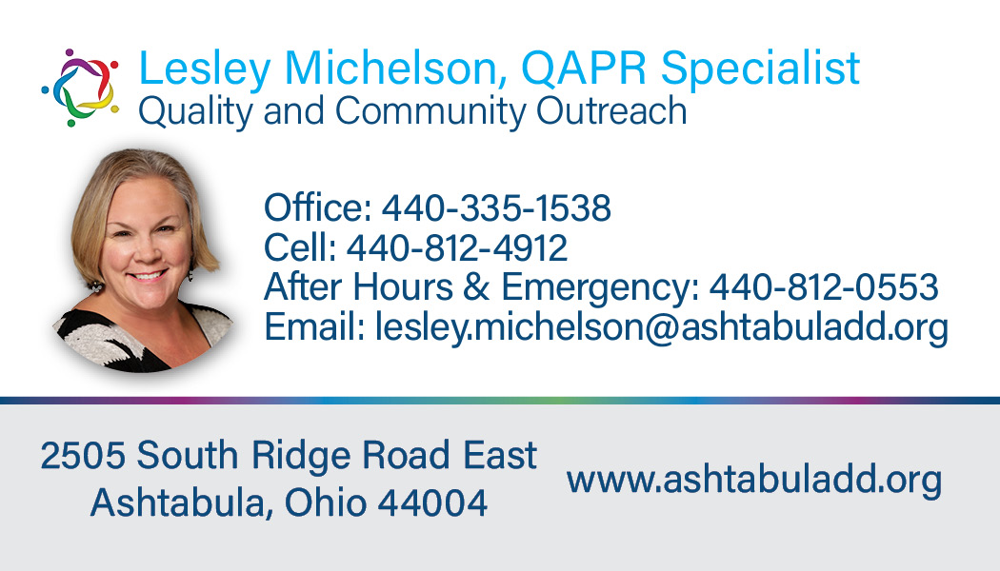 Lesley Michelson, QAPR Specialist
Quality and Community Outreach
Office: 440-335-1538
Cell: 440-812-4912
After Hours & Emergency: 440-812-0553
Email: lesley.michelson@ashtabuladd.org
2505 South Ridge Road East
Ashtabula, Ohio 44004
www.ashtabuladd.org